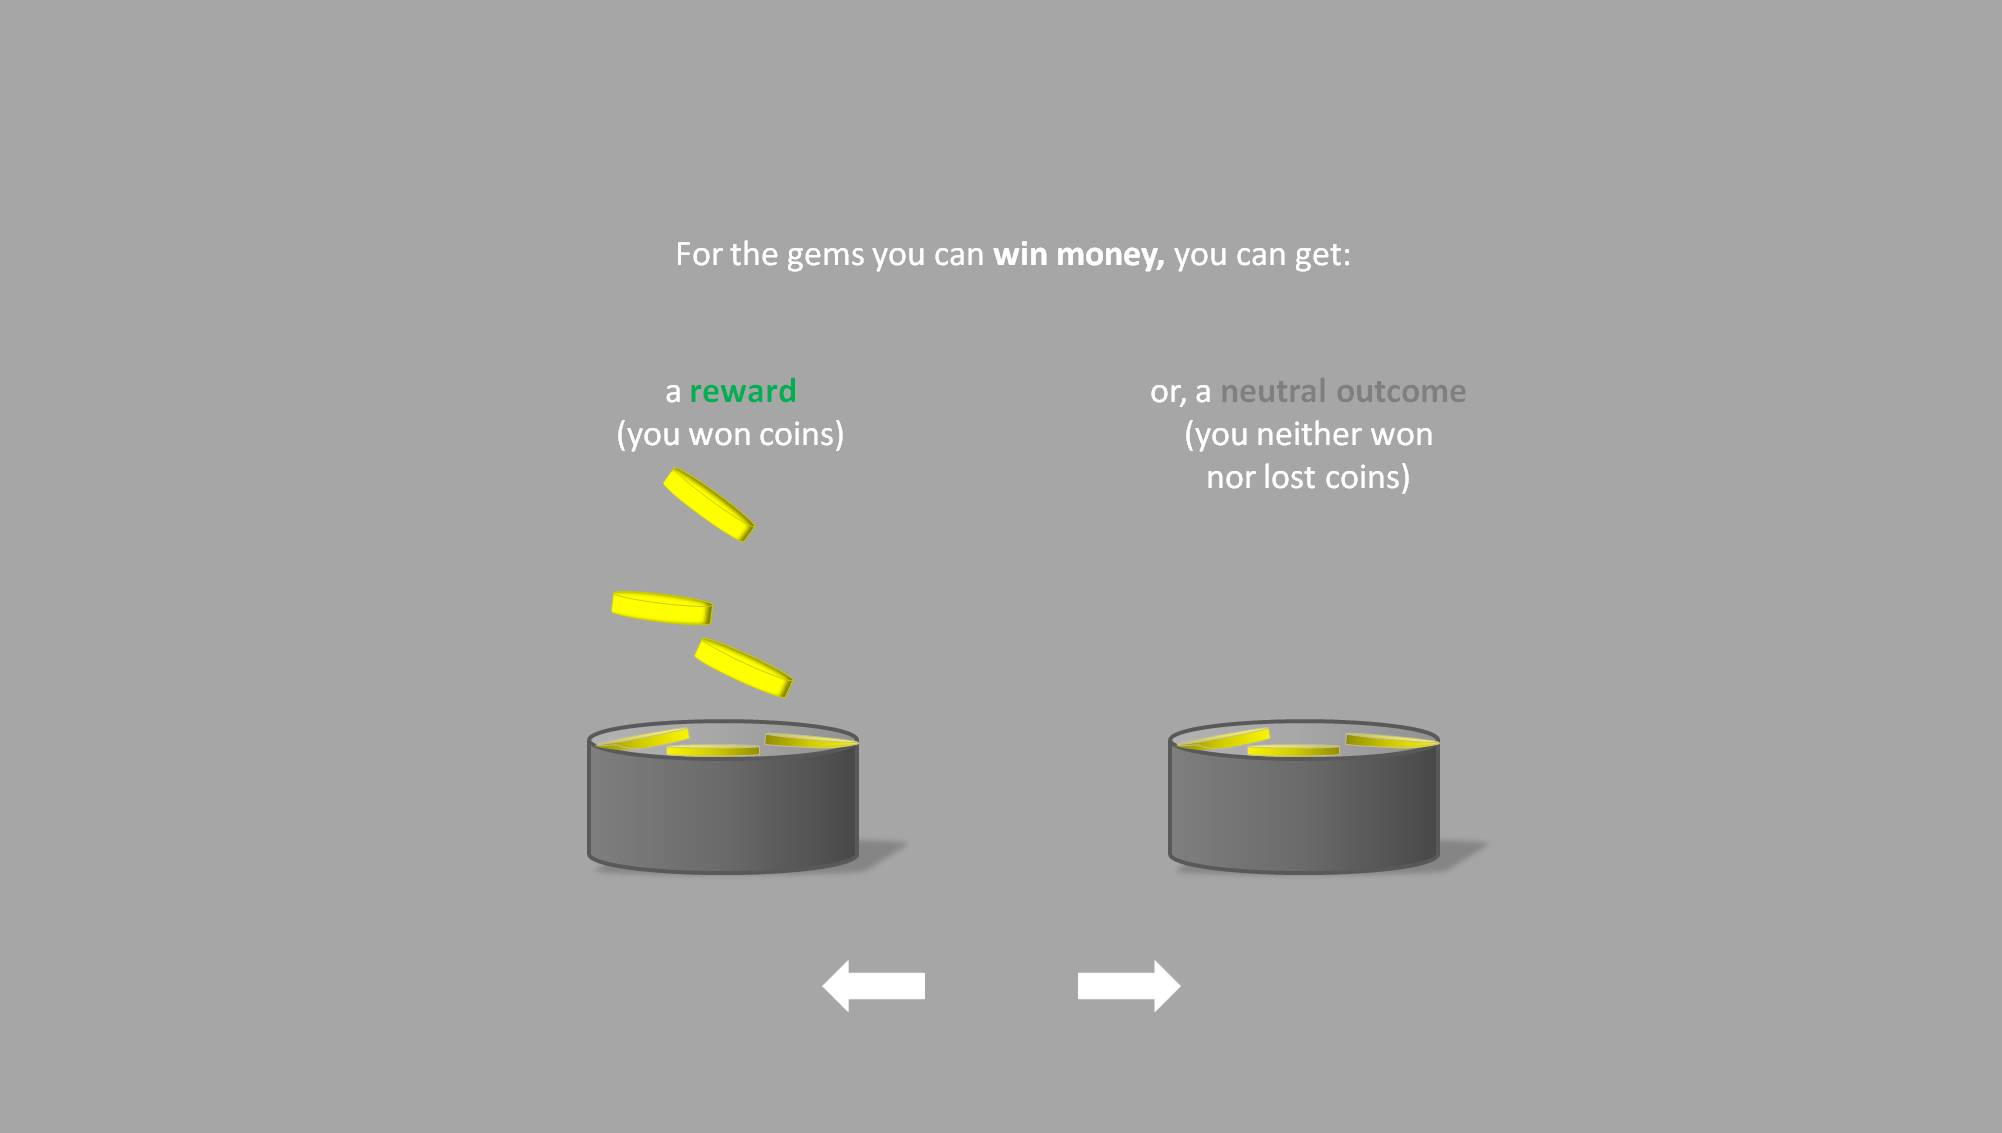 For the gems you can win money, you can get:
a reward
(you won coins)
or, a neutral outcome
(you neither won
nor lost coins)